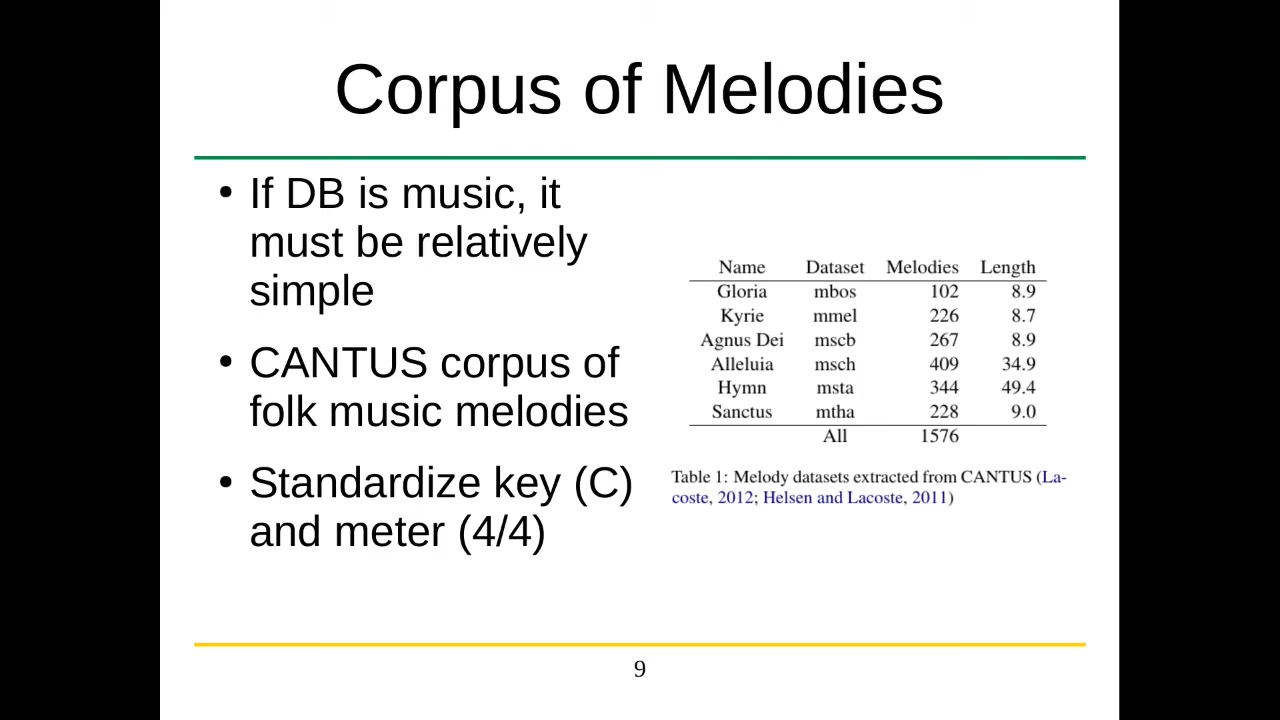 Corpus of Melodies
• If DB is music, it
must be relatively
simple
• CANTUS corpus of
folk music melodies
• Standardize key (C)
and meter (4/4)
Name Dataset Melodies Length
Gloria mbos 102 8.9
Kyrie mmel 226 8.7
Agnus Dei mscb 267 8.9
Alleluia msch 409 34.9
Hymn msta 344 49.4
Sanctus mtha 228 9.0
All 1576
Table 1: Melody datasets extracted from CANTUS (La-
coste, 2012; Helsen and Lacoste, 2011)
9